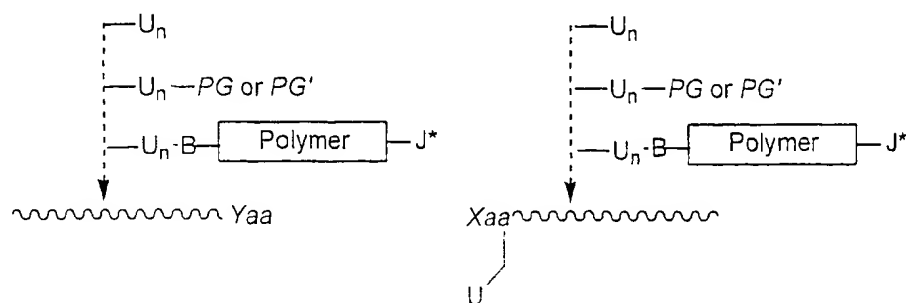 Uₙ
Uₙ—PG or PG'
Uₙ-B—Polymer—J*
Yaa
Uₙ
Uₙ—PG or PG'
Uₙ-B—Polymer—J*
Xaa
U